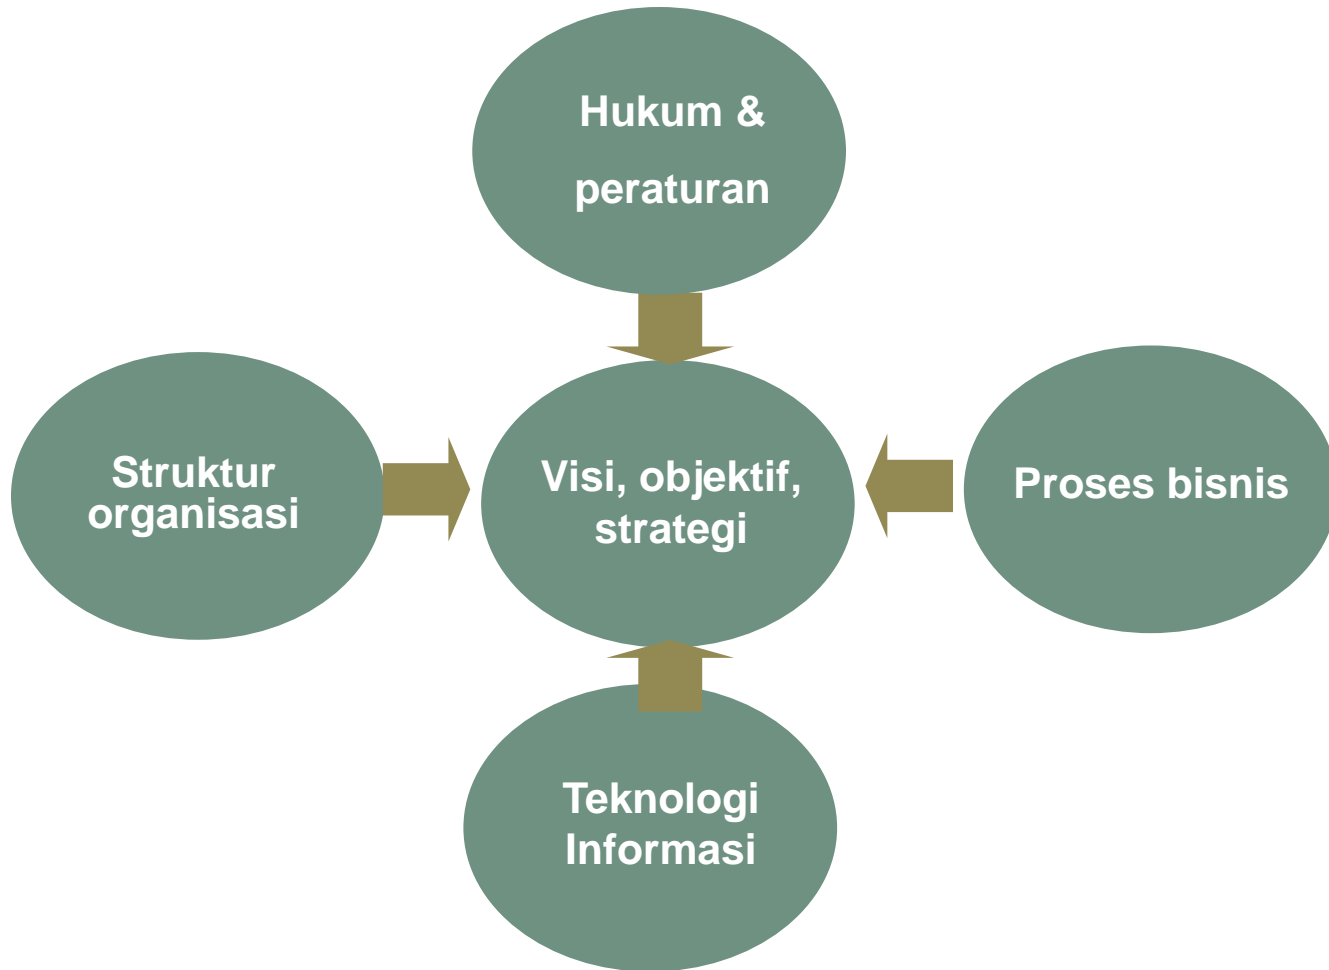 Hukum &
peraturan
Struktur
organisasi
Visi, objektif,
strategi
Proses bisnis
Teknologi
Informasi